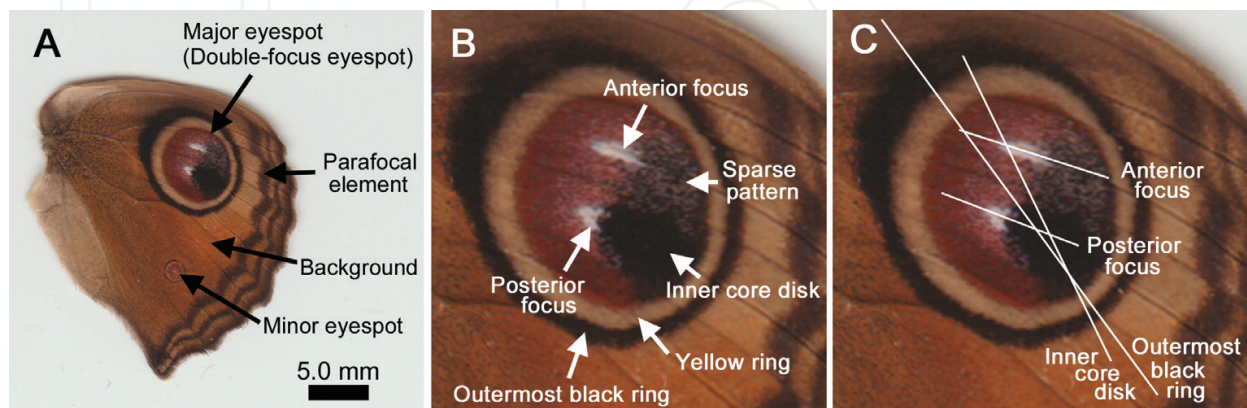 A
Major eyespot
(Double-focus eyespot)
Parafocal
element
Background
Minor eyespot
5.0 mm
B
Anterior focus
Sparse
pattern
Posterior
focus
Inner core disk
Yellow ring
Outermost black ring
C
Anterior
focus
Posterior
focus
Inner
core
disk
Outermost
black
ring